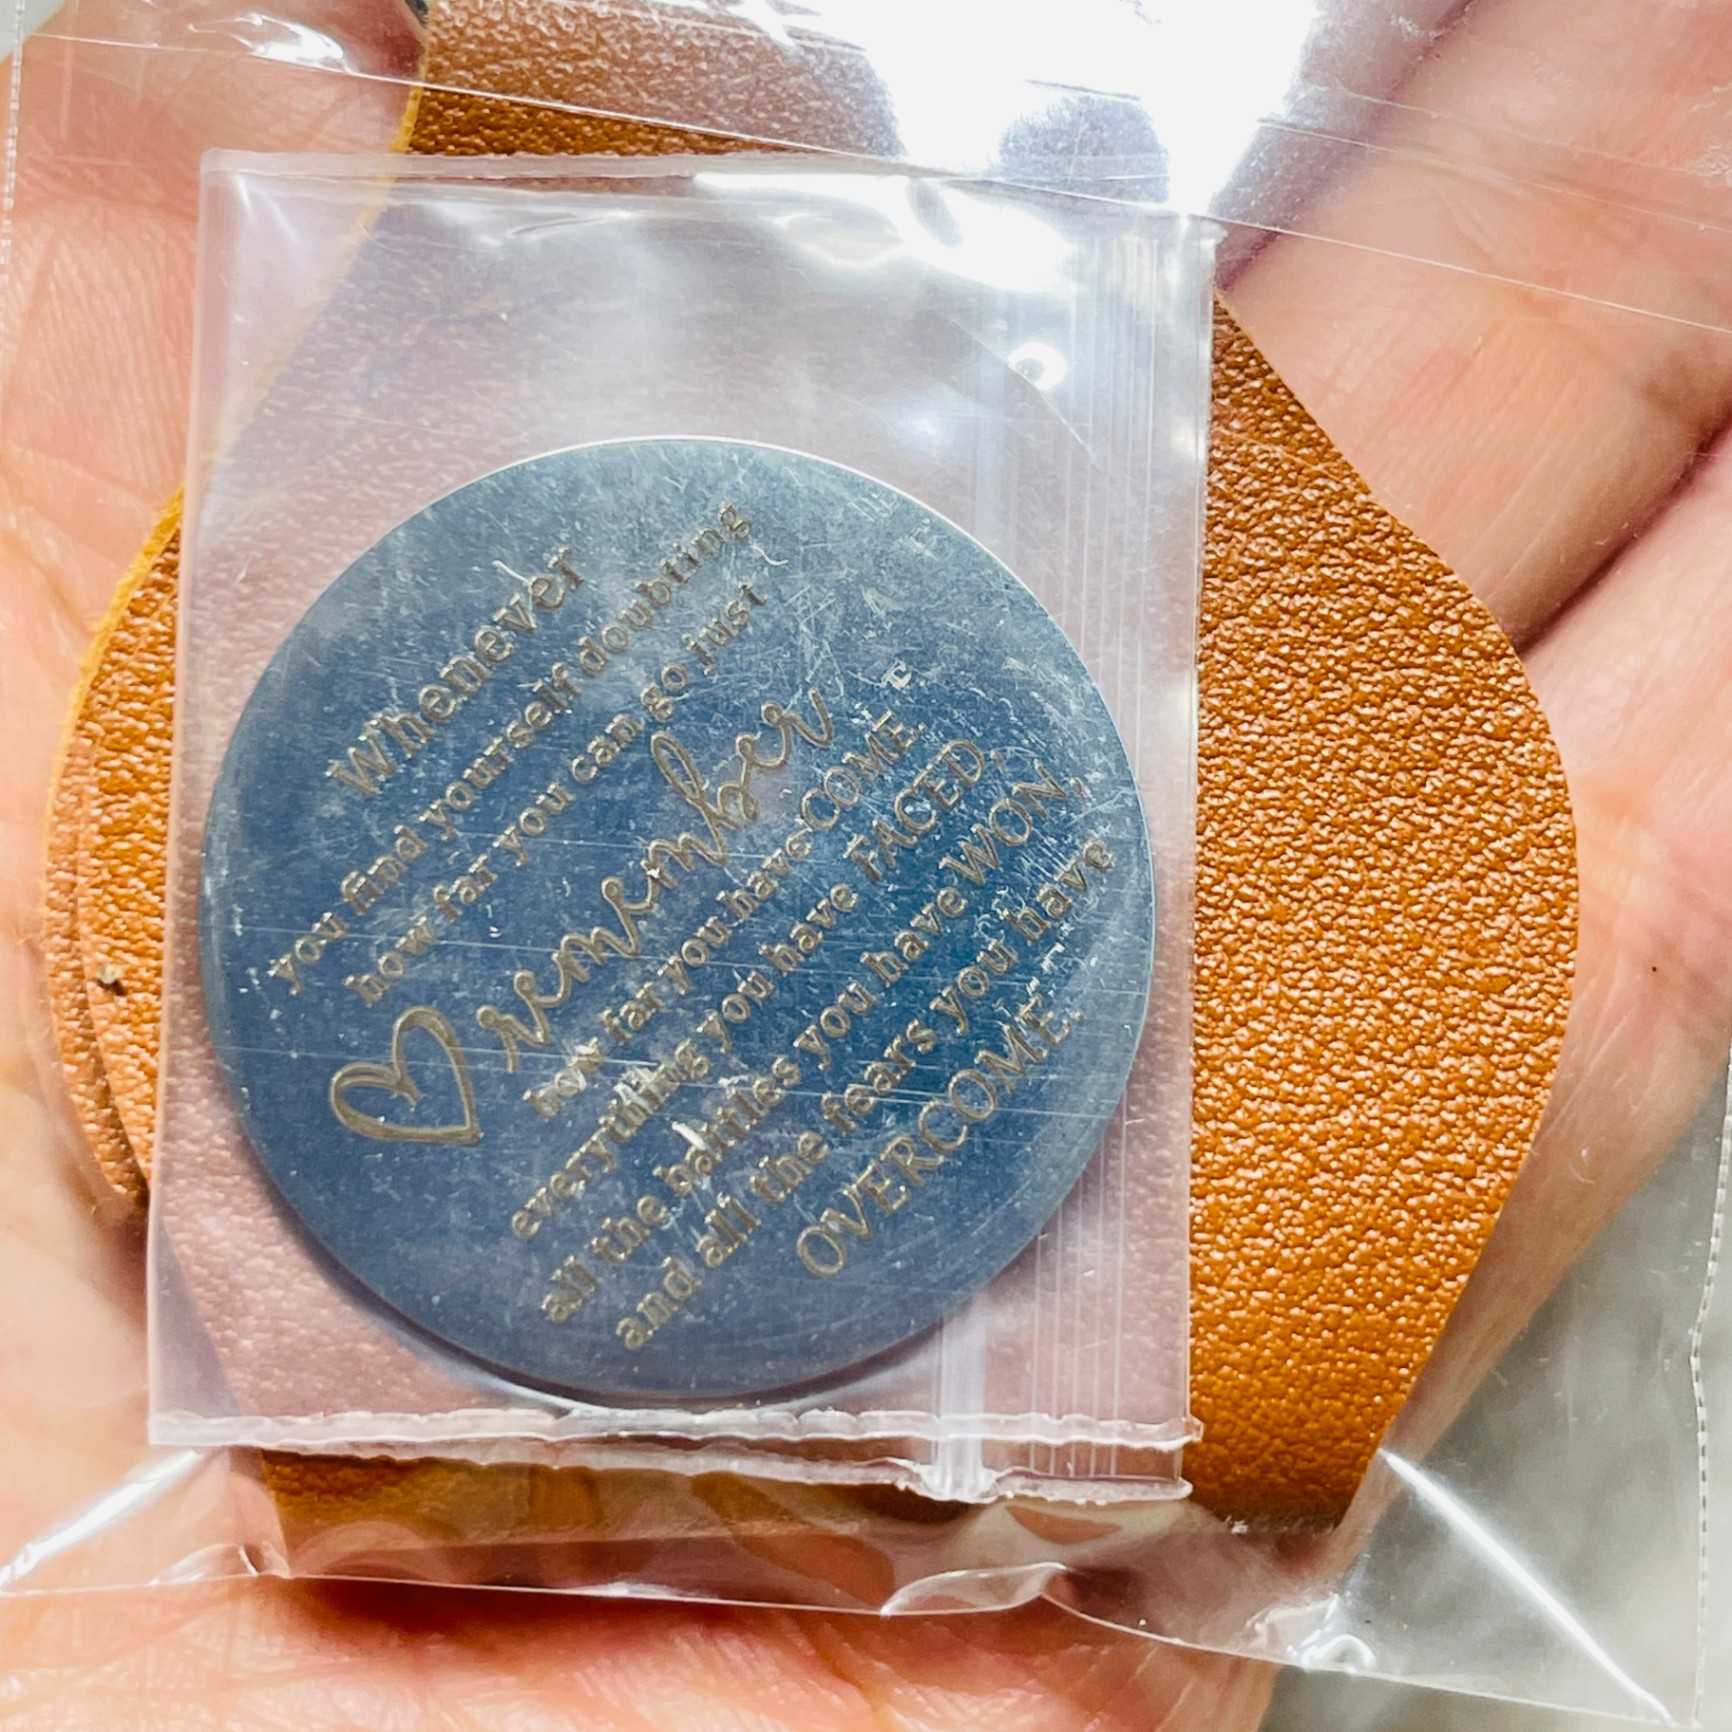 Whenever
you find yourself doubting
how far you can go just
remember
how far you have COME.
everything you have FACED,
all the battles you have WON,
and all the fears you have
OVERCOME.